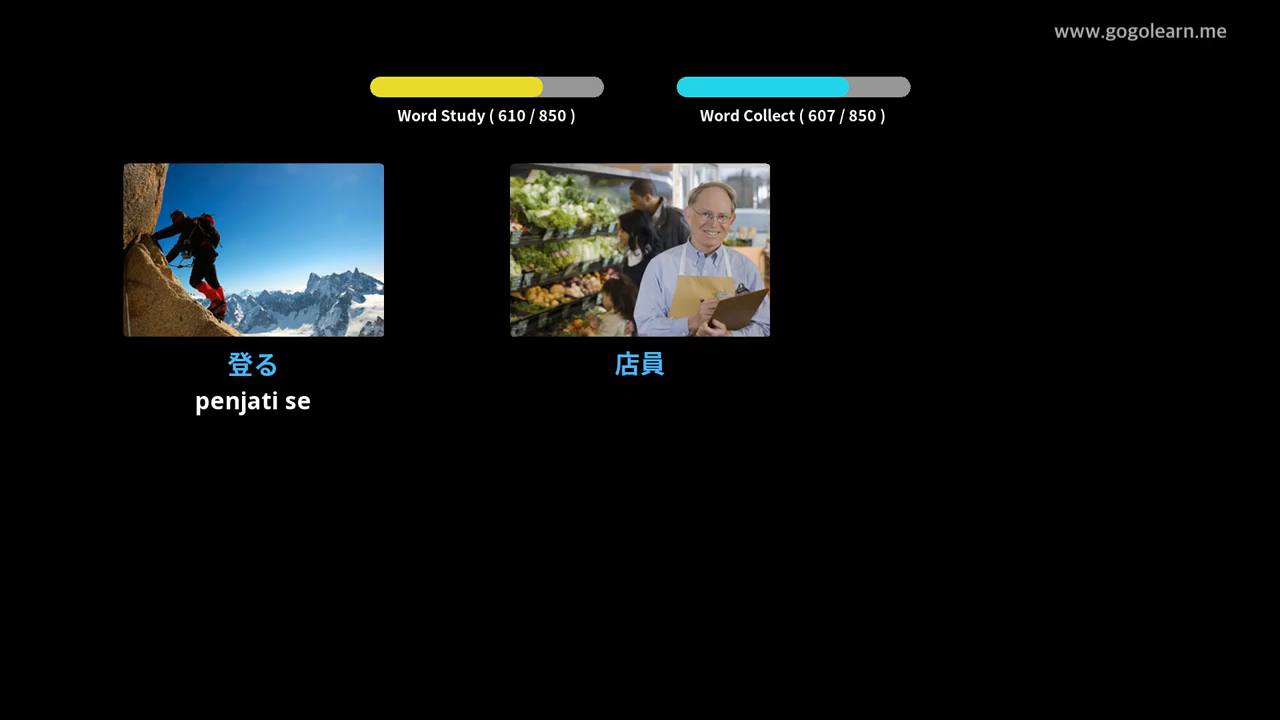 www.gogolearn.me
Word Study ( 610 / 850 )
Word Collect ( 607 / 850 )
登る
店員
penjati se